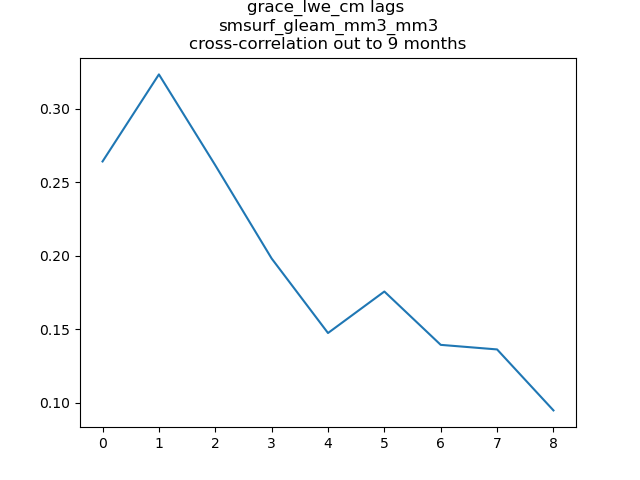 grace_lwe_cm lags
smsurf_gleam_mm3_mm3
cross-correlation out to 9 months
0.30
0.25
0.20
0.15
0.10
0 1 2 3 4 5 6 7 8